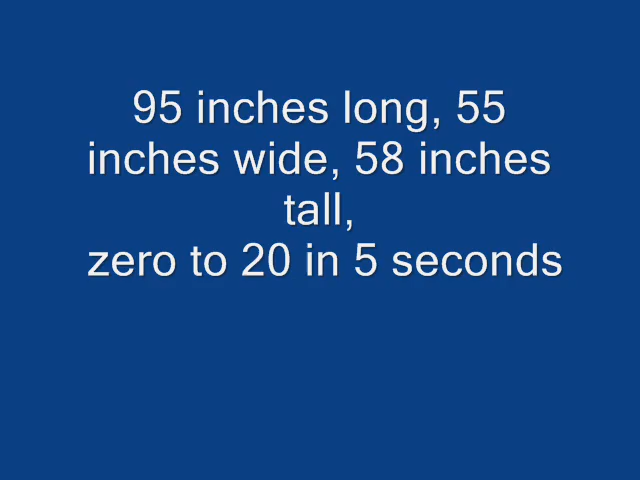 95 inches long, 55
inches wide, 58 inches
tall,
zero to 20 in 5 seconds